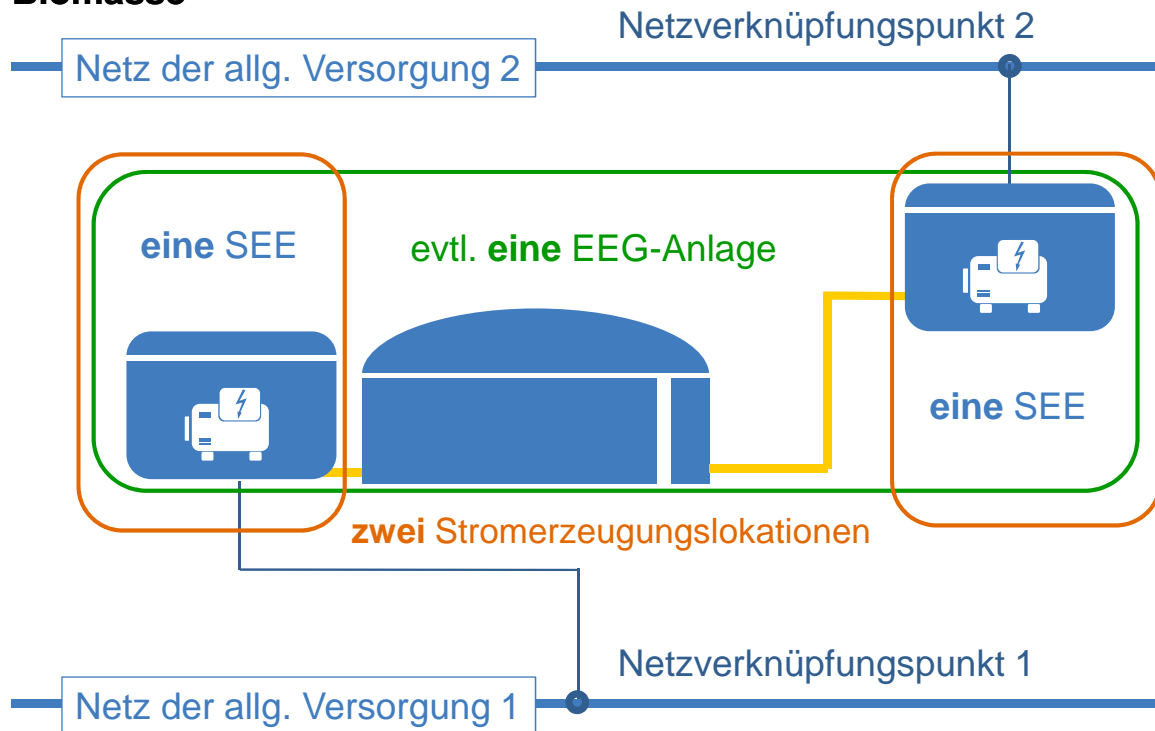 Biomasse
Netzverknüpfungspunkt 2
Netz der allg. Versorgung 2
eine SEE
evtl. eine EEG-Anlage
eine SEE
zwei Stromerzeugungslokationen
Netzverknüpfungspunkt 1
Netz der allg. Versorgung 1